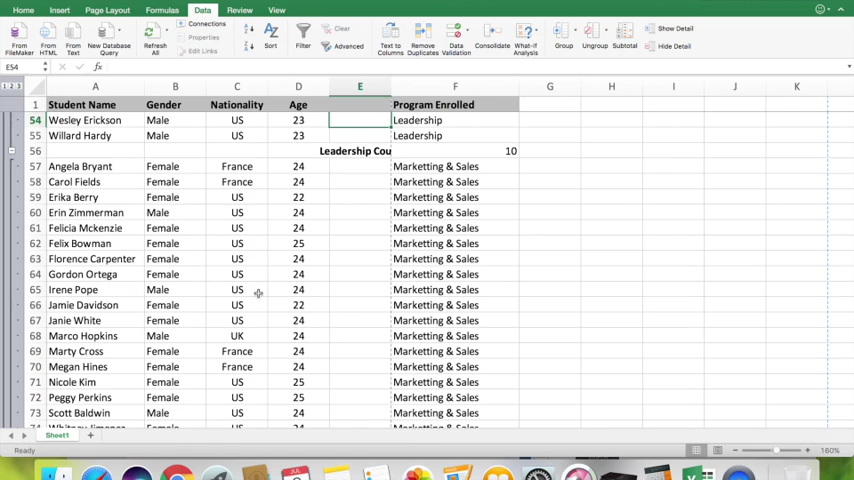 Home Insert Page Layout Formulas Data Review View
From FileMaker From HTML From Text New Database Query Refresh All Connections Properties Edit Links Sort Filter Clear Advanced Text to Columns Remove Duplicates Data Validation Consolidate What-If Analysis Group Ungroup Subtotal Show Detail Hide Detail
E54 fx
1 2 3 A B C D E F G H I J K
1 Student Name Gender Nationality Age Program Enrolled
54 Wesley Erickson Male US 23 Leadership
55 Willard Hardy Male US 23 Leadership
56 Leadership Cou 10
57 Angela Bryant Female France 24 Marketting & Sales
58 Carol Fields Female France 24 Marketting & Sales
59 Erika Berry Female US 22 Marketting & Sales
60 Erin Zimmerman Male US 24 Marketting & Sales
61 Felicia Mckenzie Female US 24 Marketting & Sales
62 Felix Bowman Female US 25 Marketting & Sales
63 Florence Carpenter Female US 24 Marketting & Sales
64 Gordon Ortega Female US 24 Marketting & Sales
65 Irene Pope Male US 24 Marketting & Sales
66 Jamie Davidson Female US 22 Marketting & Sales
67 Janie White Female US 24 Marketting & Sales
68 Marco Hopkins Male UK 24 Marketting & Sales
69 Marty Cross Female France 24 Marketting & Sales
70 Megan Hines Female France 24 Marketting & Sales
71 Nicole Kim Female US 25 Marketting & Sales
72 Peggy Perkins Female US 25 Marketting & Sales
73 Scott Baldwin Male US 24 Marketting & Sales
Sheet1
Ready 160%
JUL